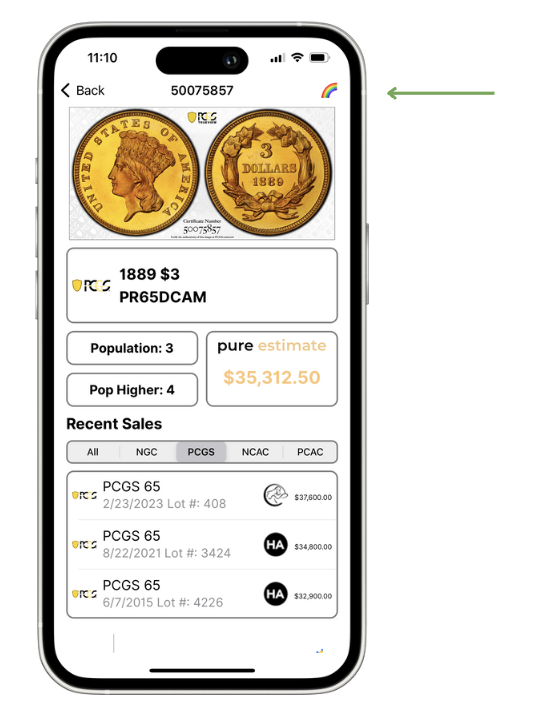 11:10
Back
50075857
PCGS
UNITED STATES OF AMERICA
3
DOLLARS
1889
Certificate Number
50075857
PCGS
1889 $3
PR65DCAM
Population: 3
Pop Higher: 4
pure estimate
$35,312.50
Recent Sales
All NGC PCGS NCAC PCAC
PCGS
PCGS 65
2/23/2023 Lot #: 408
$37,600.00
PCGS
PCGS 65
8/22/2021 Lot #: 3424
HA
$34,800.00
PCGS
PCGS 65
6/7/2015 Lot #: 4226
HA
$32,900.00